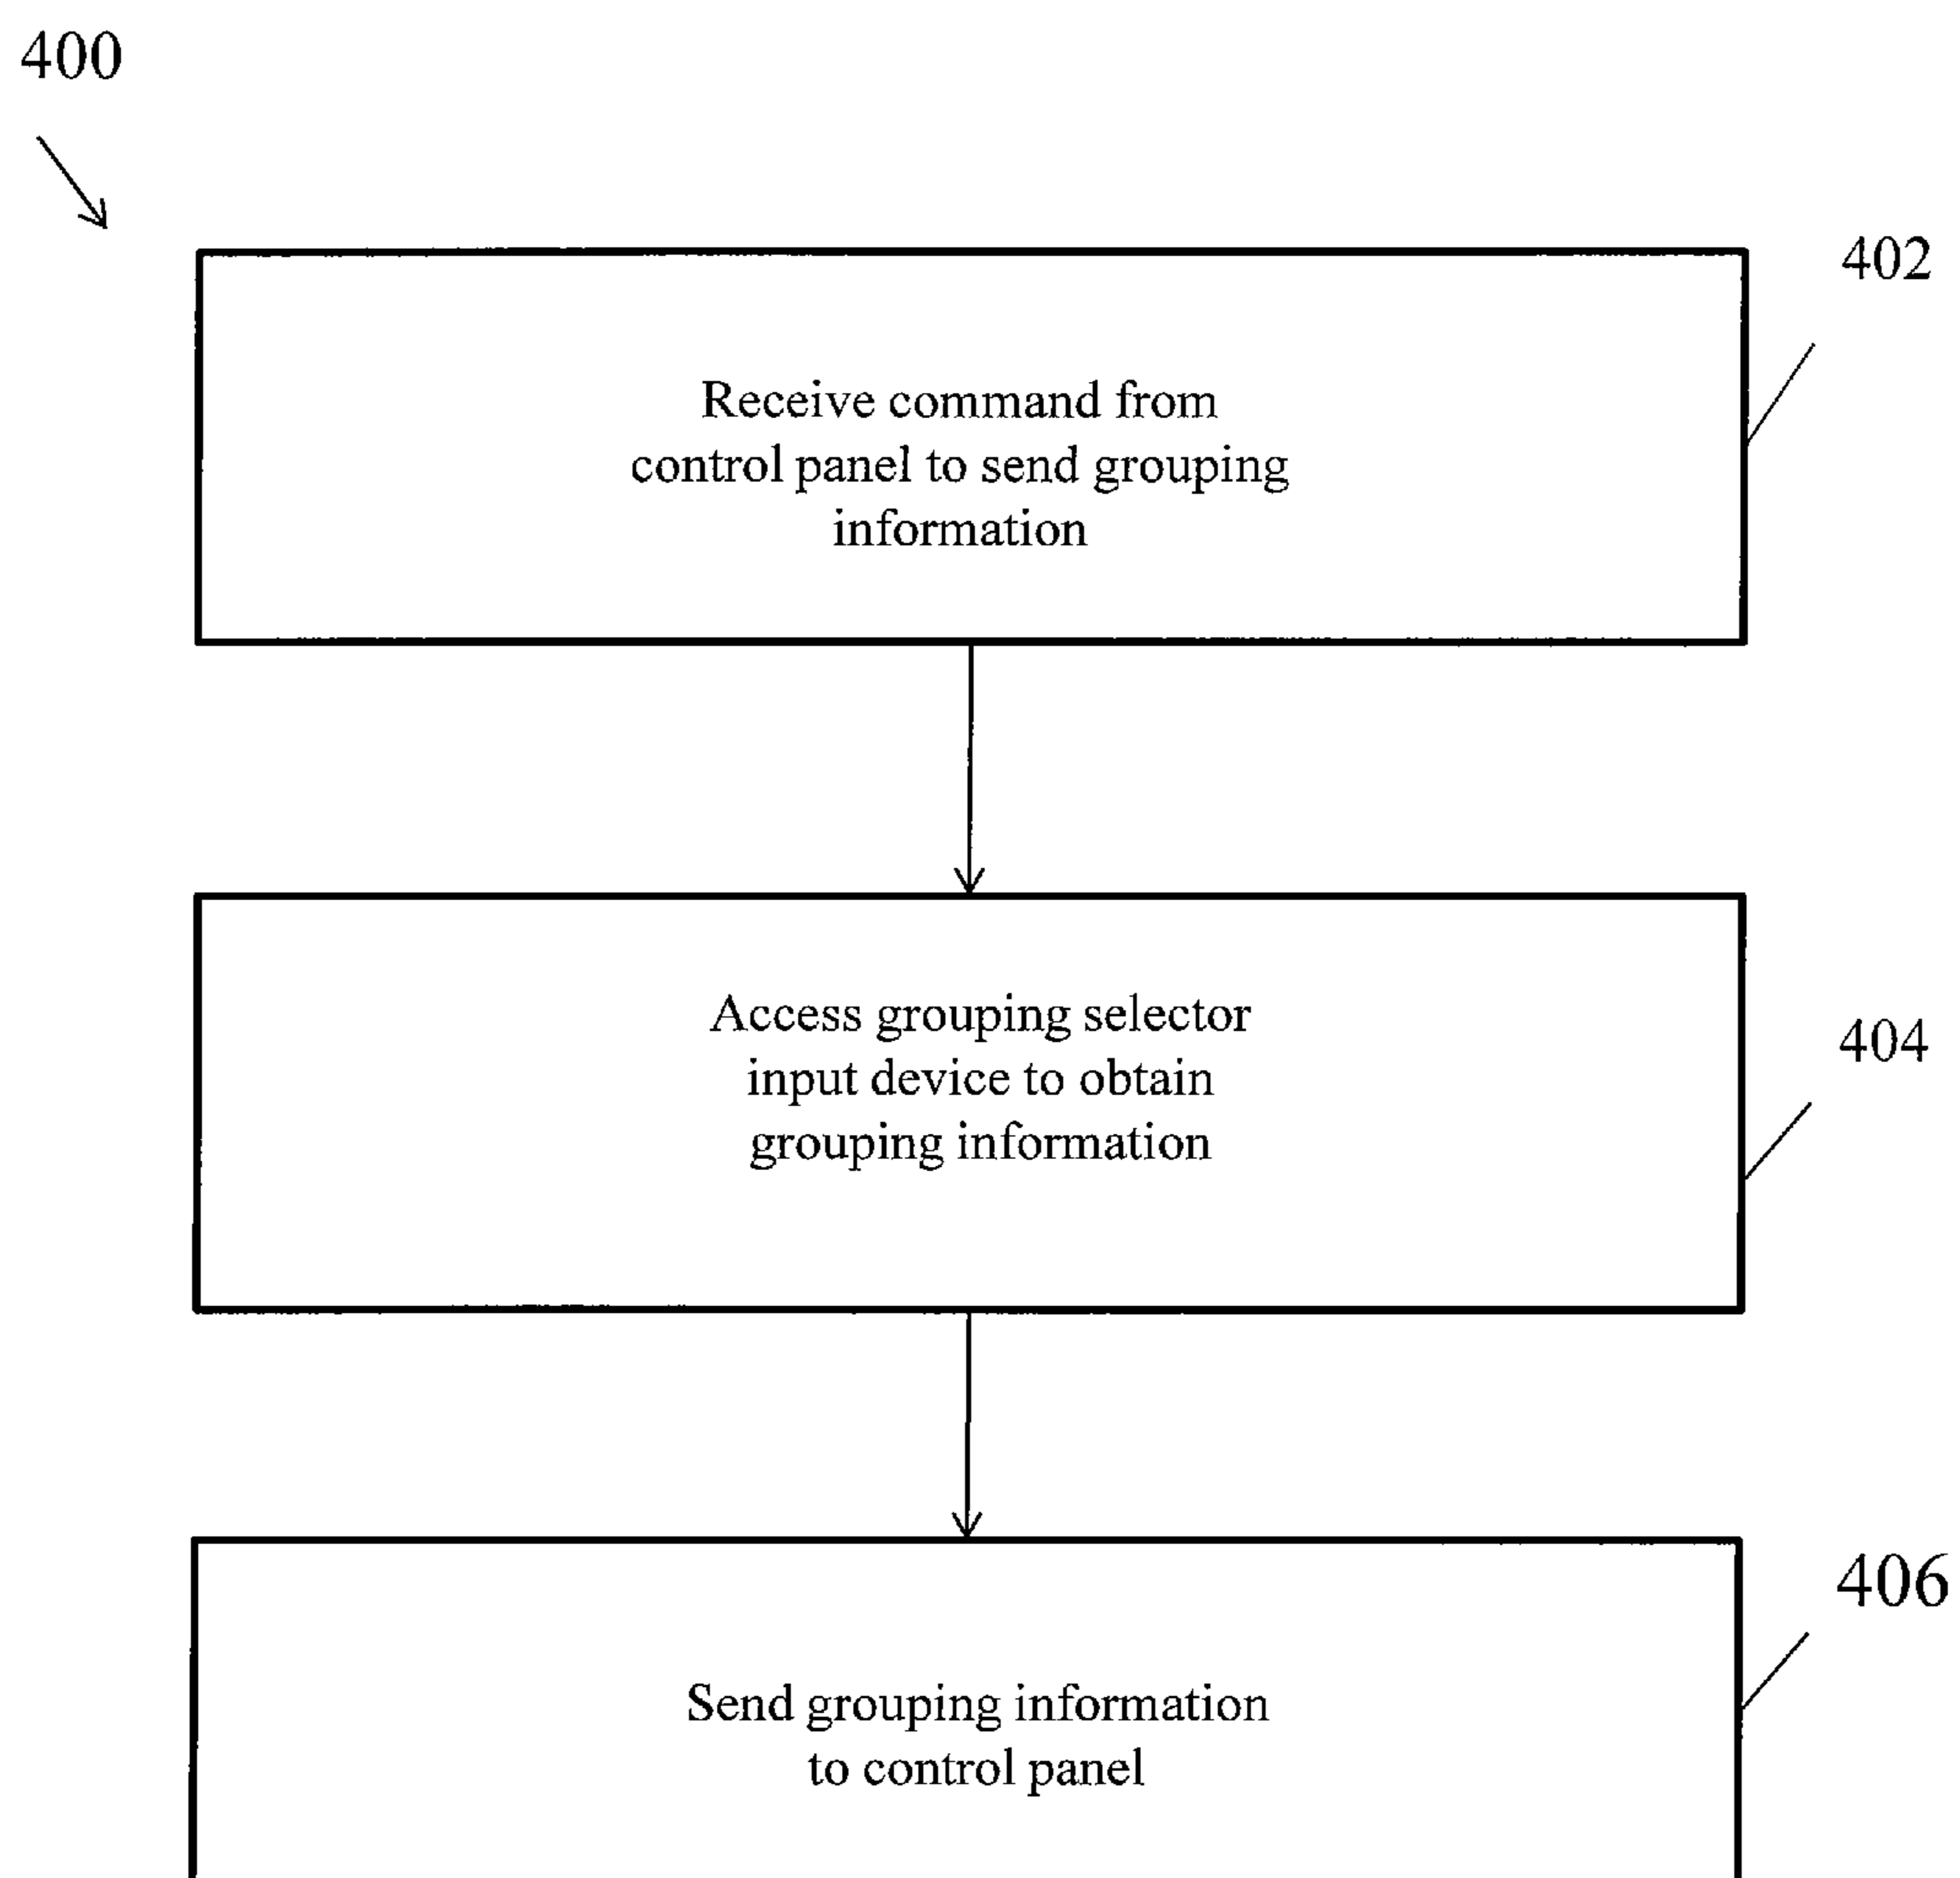 400
402
Receive command from
control panel to send grouping
information
404
Access grouping selector
input device to obtain
grouping information
406
Send grouping information
to control panel